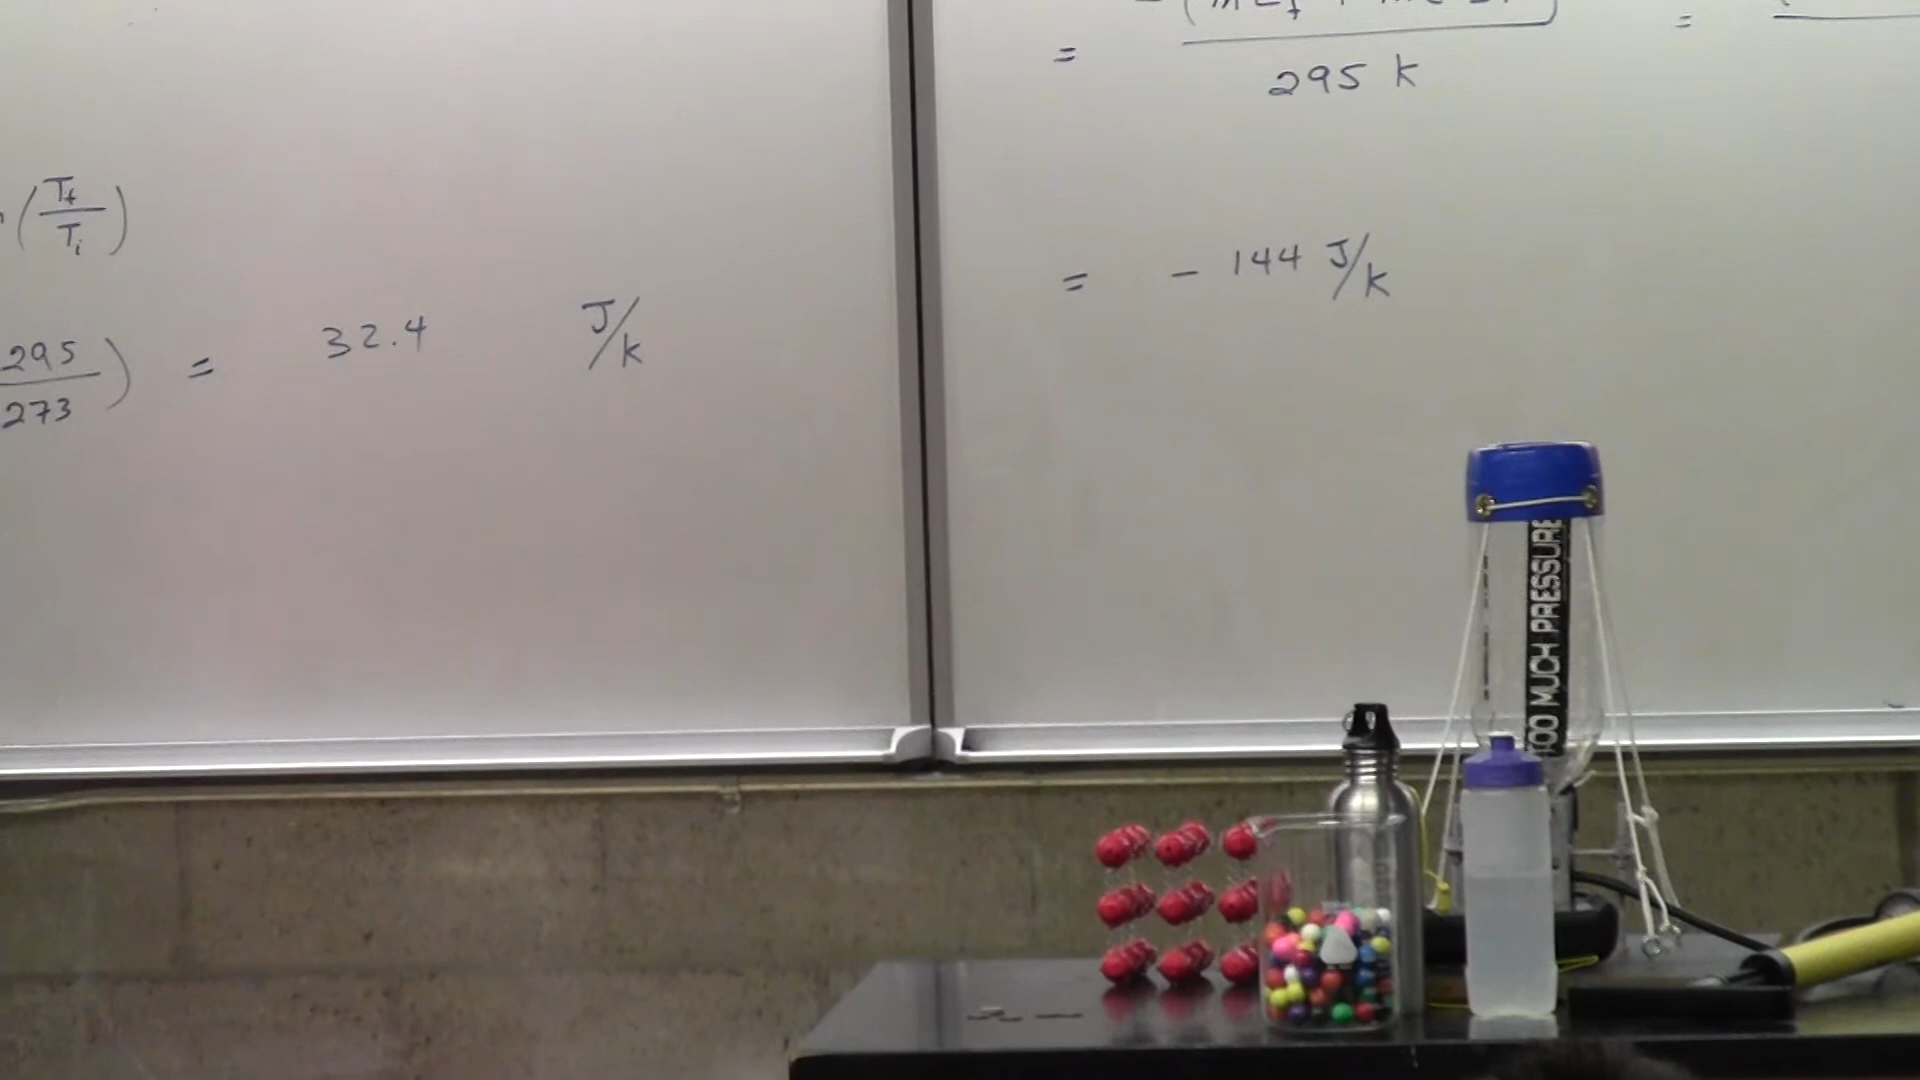 (Tf/Ti)
295/273) = 32.4 J/K
=
295 K
=
= - 144 J/K
TOO MUCH PRESSURE